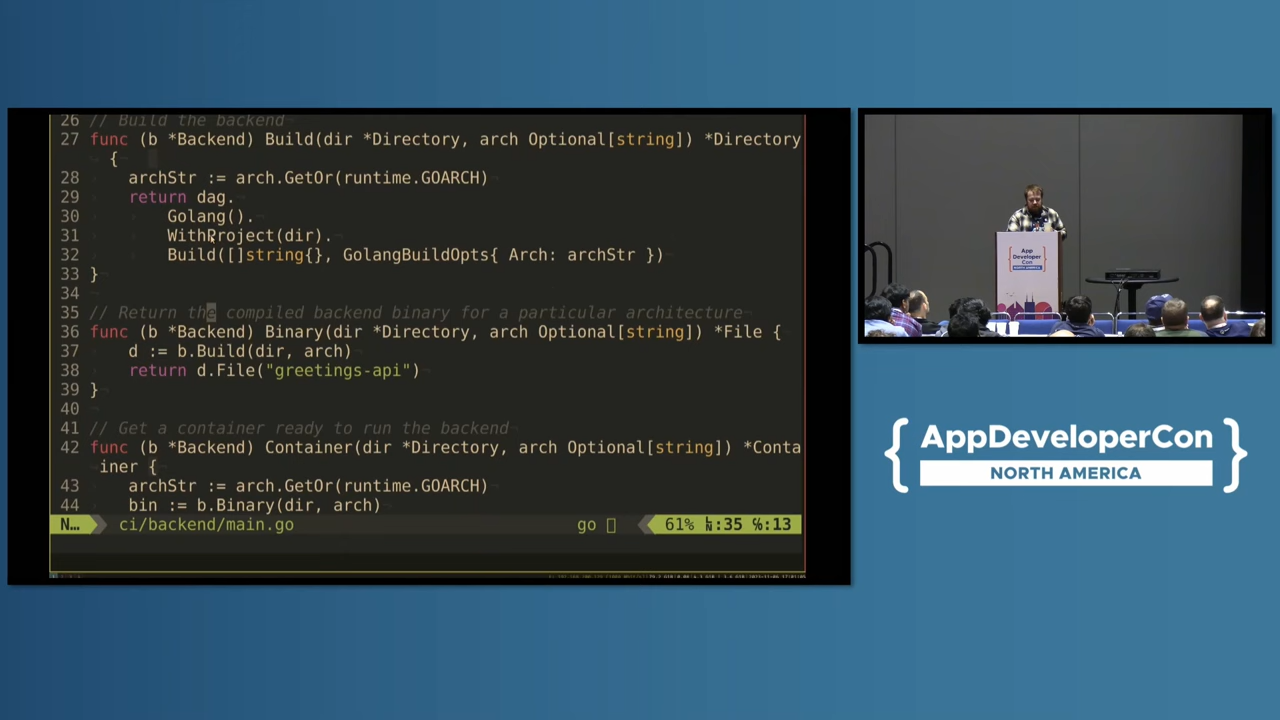 26 // Build the backend
27 func (b *Backend) Build(dir *Directory, arch Optional[string]) *Directory
{
28 archStr := arch.GetOr(runtime.GOARCH)
29 return dag.
30 Golang().
31 WithProject(dir).
32 Build([]string{}, GolangBuildOpts{ Arch: archStr })
33 }
34
35 // Return the compiled backend binary for a particular architecture
36 func (b *Backend) Binary(dir *Directory, arch Optional[string]) *File {
37 d := b.Build(dir, arch)
38 return d.File("greetings-api")
39 }
40
41 // Get a container ready to run the backend
42 func (b *Backend) Container(dir *Directory, arch Optional[string]) *Conta
iner {
43 archStr := arch.GetOr(runtime.GOARCH)
44 bin := b.Binary(dir, arch)
N… ci/backend/main.go go 61% :35 ℅:13
App
Developer
Con
NORTH AMERICA
{ AppDeveloperCon }
NORTH AMERICA